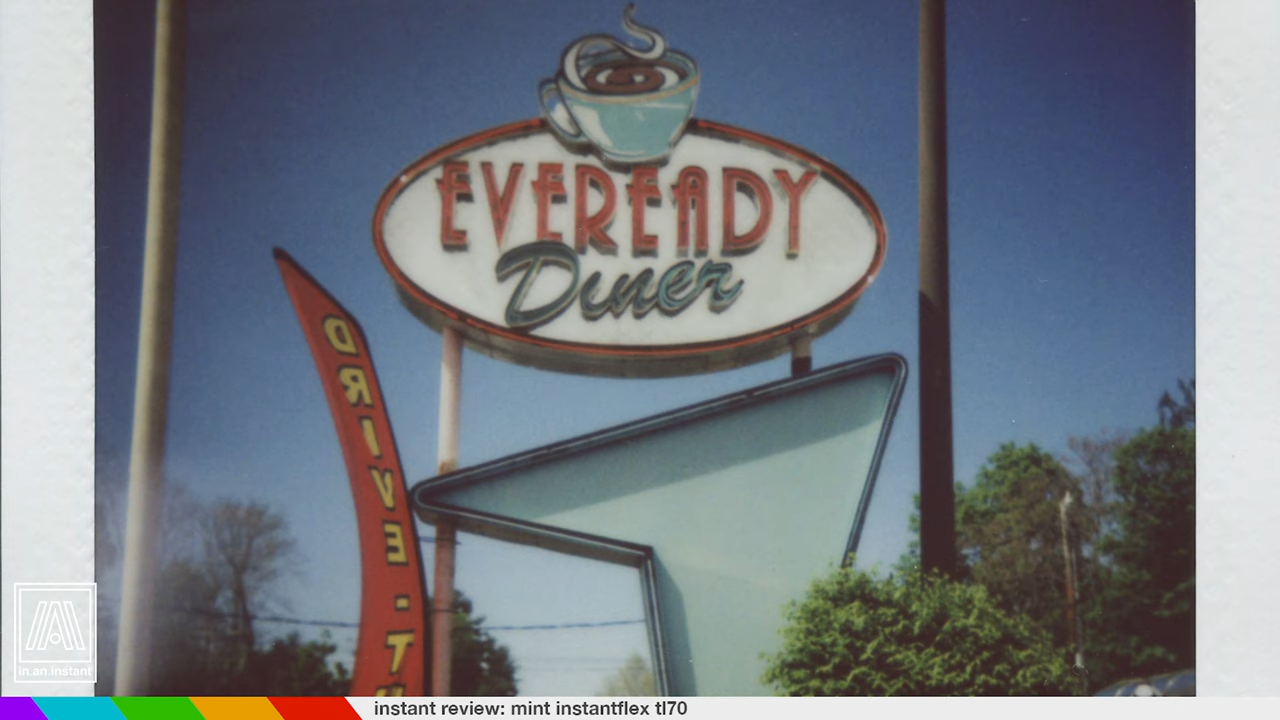 EVEREADY
Diner
DRIVE-TH
in.an.instant
instant review: mint instantflex tl70